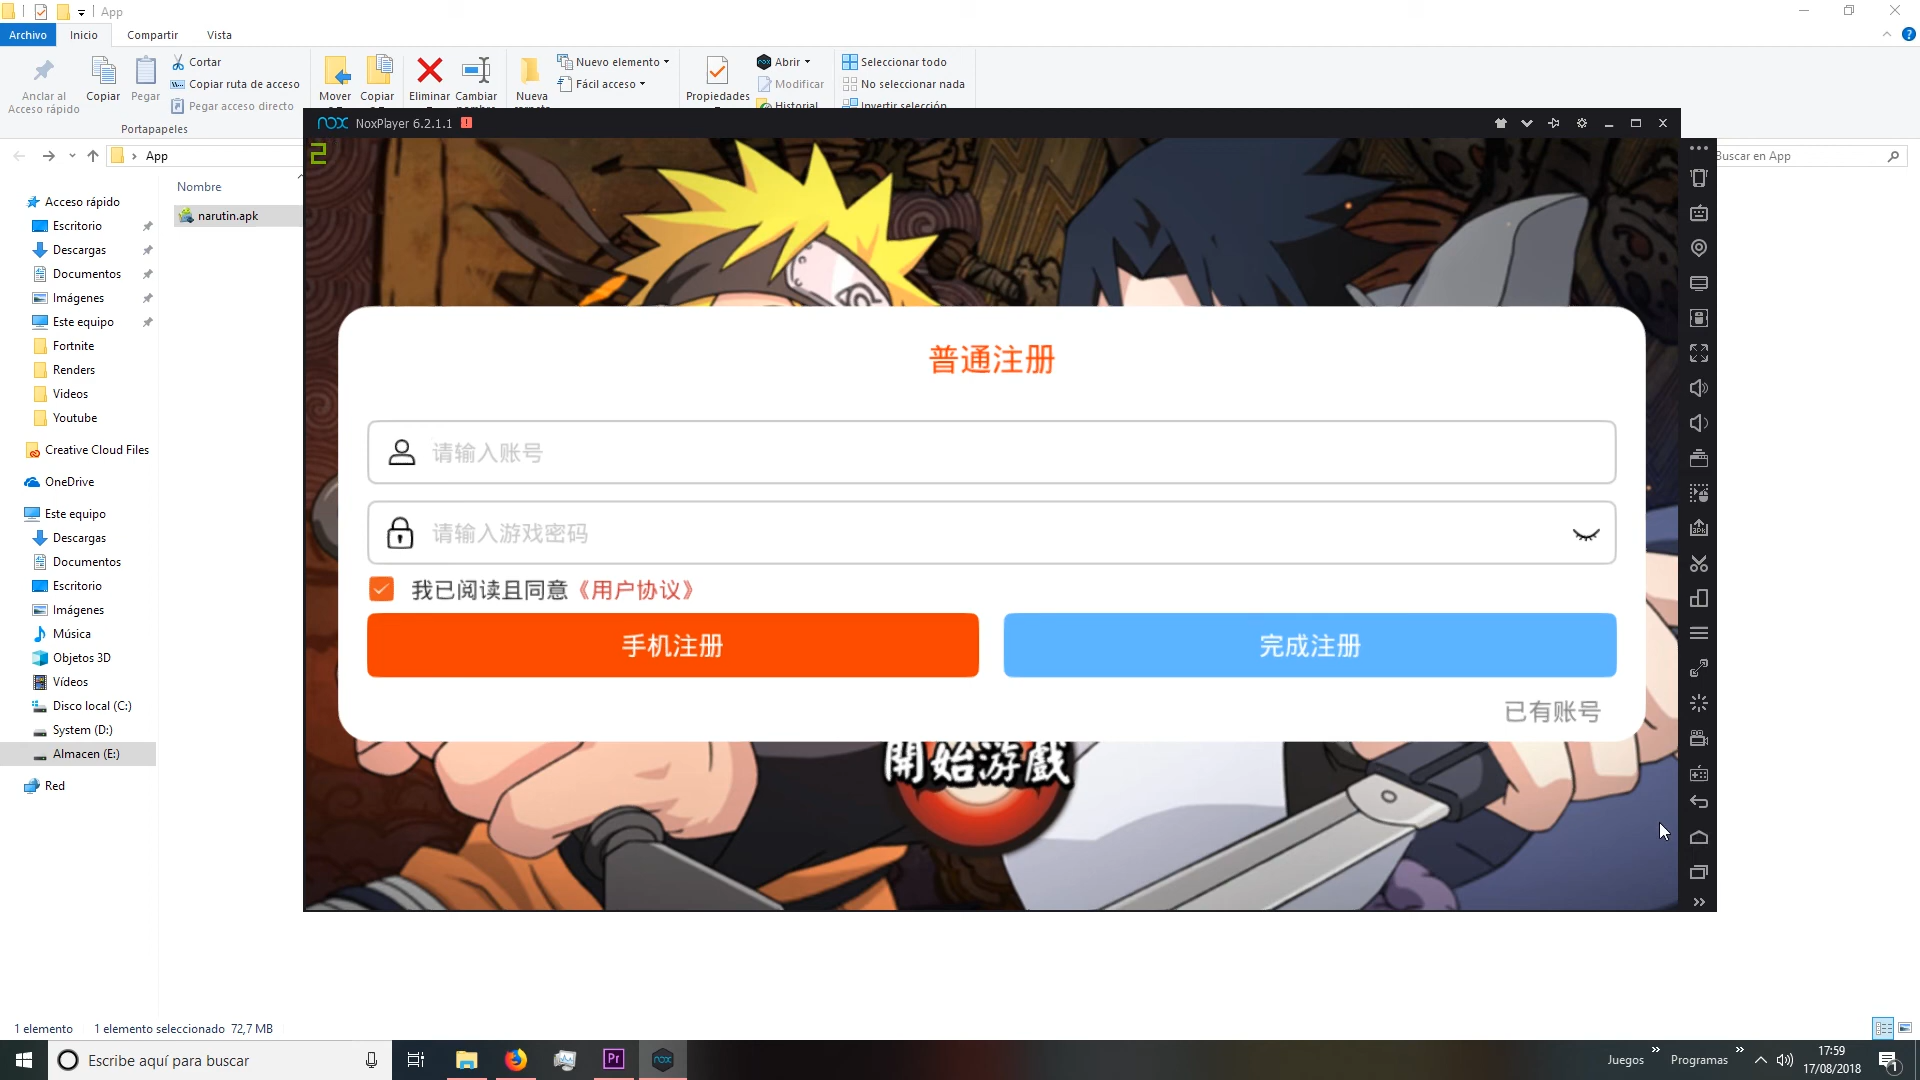 App
Archivo
Inicio
Compartir
Vista
Anclar al
Acceso rápido
Copiar
Pegar
Cortar
Copiar ruta de acceso
Pegar acceso directo
Portapapeles
Mover
Copiar
Eliminar
Cambiar
nombre
Nueva
carpeta
Nuevo elemento
Fácil acceso
Propiedades
Abrir
Modificar
Historial
Seleccionar todo
No seleccionar nada
Invertir selección
nox NoxPlayer 6.2.1.1
App
Buscar en App
2
Nombre
narutin.apk
Acceso rápido
Escritorio
Descargas
Documentos
Imágenes
Este equipo
Fortnite
Renders
Videos
Youtube
Creative Cloud Files
OneDrive
Este equipo
Descargas
Documentos
Escritorio
Imágenes
Música
Objetos 3D
Vídeos
Disco local (C:)
System (D:)
Almacen (E:)
Red
普通注册
请输入账号
请输入游戏密码
我已阅读且同意《用户协议》
手机注册
完成注册
已有账号
開始游戲
1 elemento
1 elemento seleccionado 72,7 MB
Escribe aquí para buscar
Pr
nox
Juegos
Programas
17:59
17/08/2018
1